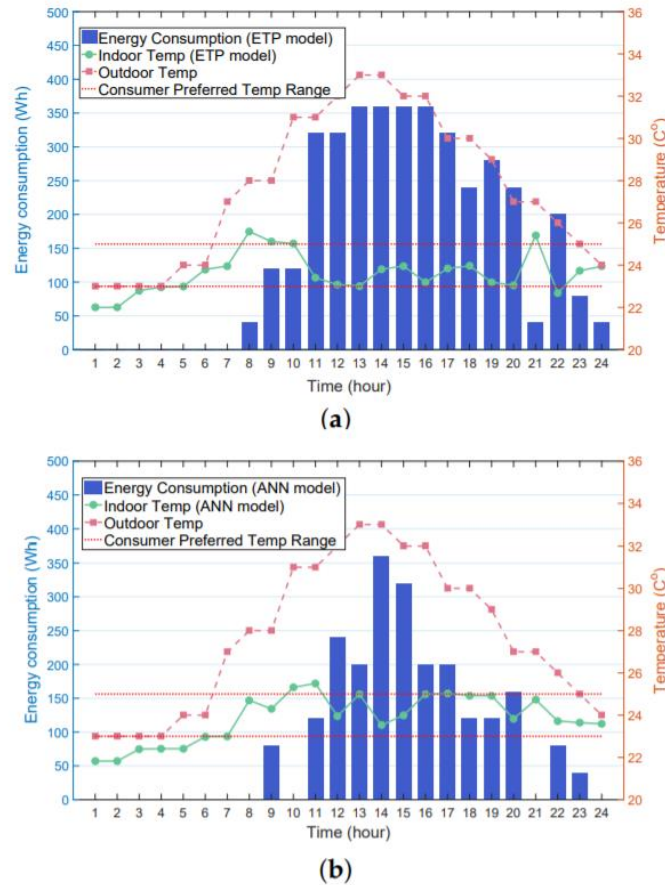 500
450
400
350
300
250
200
150
100
50
0
Energy consumption (Wh)
Energy Consumption (ETP model)
Indoor Temp (ETP model)
Outdoor Temp
Consumer Preferred Temp Range
36
34
32
30
28
26
24
22
20
Temperature (C°)
1 2 3 4 5 6 7 8 9 10 11 12 13 14 15 16 17 18 19 20 21 22 23 24
Time (hour)
(a)
500
450
400
350
300
250
200
150
100
50
0
Energy consumption (Wh)
Energy Consumption (ANN model)
Indoor Temp (ANN model)
Outdoor Temp
Consumer Preferred Temp Range
36
34
32
30
28
26
24
22
20
Temperature (C°)
1 2 3 4 5 6 7 8 9 10 11 12 13 14 15 16 17 18 19 20 21 22 23 24
Time (hour)
(b)